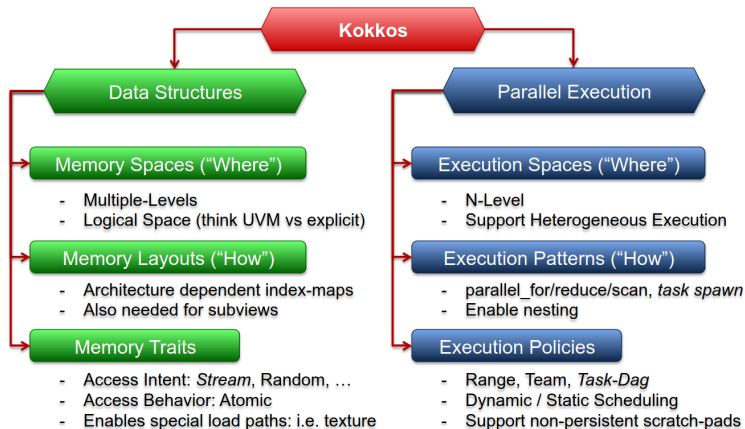 Kokkos
Data Structures
Memory Spaces (“Where”)
- Multiple-Levels
- Logical Space (think UVM vs explicit)
Memory Layouts (“How”)
- Architecture dependent index-maps
- Also needed for subviews
Memory Traits
- Access Intent: Stream, Random, …
- Access Behavior: Atomic
- Enables special load paths: i.e. texture
Parallel Execution
Execution Spaces (“Where”)
- N-Level
- Support Heterogeneous Execution
Execution Patterns (“How”)
- parallel_for/reduce/scan, task spawn
- Enable nesting
Execution Policies
- Range, Team, Task-Dag
- Dynamic / Static Scheduling
- Support non-persistent scratch-pads